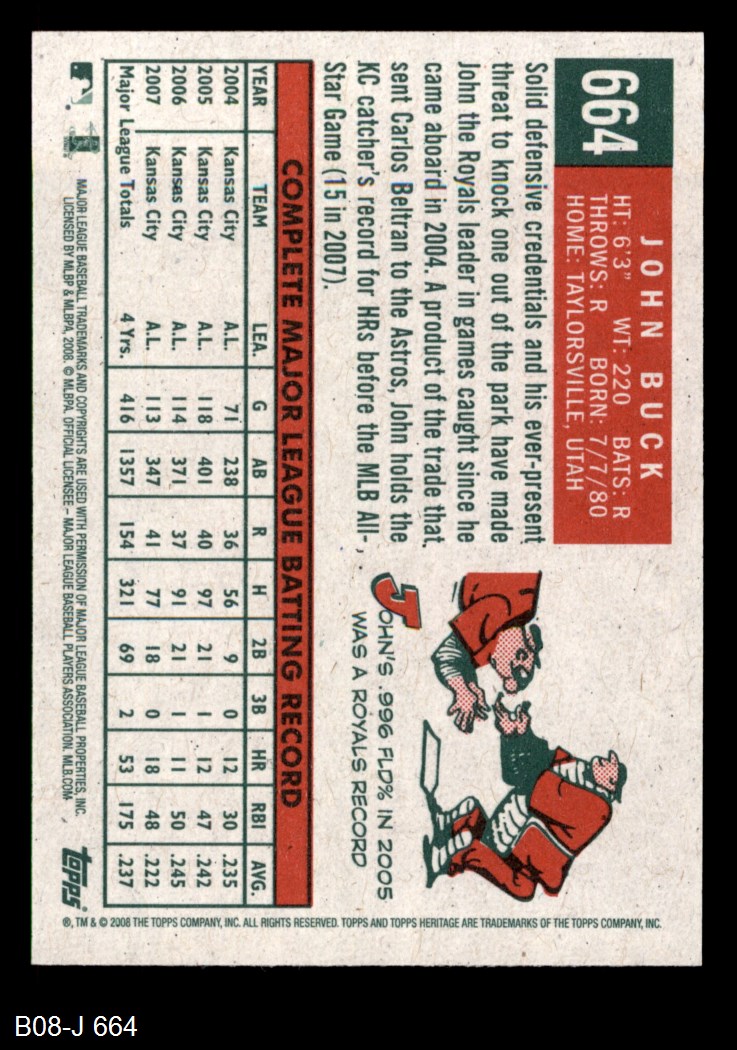 664
JOHN BUCK
HT: 6'3" WT: 220 BATS: R
THROWS: R BORN: 7/7/80
HOME: TAYLORSVILLE, UTAH
Solid defensive credentials and his ever-present
threat to knock one out of the park have made
John the Royals leader in games caught since he
came aboard in 2004. A product of the trade that
sent Carlos Beltran to the Astros, John holds the
KC catcher's record for HRs before the MLB All-
Star Game (15 in 2007).
JOHN'S .996 FLD% IN 2005
WAS A ROYALS RECORD
COMPLETE MAJOR LEAGUE BATTING RECORD
YEAR TEAM LEA. G AB R H 2B 3B HR RBI AVG.
2004 Kansas City A.L. 71 238 36 56 9 0 12 30 .235
2005 Kansas City A.L. 118 401 40 97 21 1 12 47 .242
2006 Kansas City A.L. 114 371 37 91 21 1 11 50 .245
2007 Kansas City A.L. 113 347 41 77 18 0 18 48 .222
Major League Totals 4 Yrs. 416 1357 154 321 69 2 53 175 .237
MAJOR LEAGUE BASEBALL TRADEMARKS AND COPYRIGHTS ARE USED WITH PERMISSION OF MAJOR LEAGUE BASEBALL PROPERTIES, INC.
LICENSED BY MLBP & MLBPA, 2008. © MLBPA. OFFICIAL LICENSEE – MAJOR LEAGUE BASEBALL PLAYERS ASSOCIATION. MLB.COM
topps
®, TM & © 2008 THE TOPPS COMPANY, INC. ALL RIGHTS RESERVED. TOPPS AND TOPPS HERITAGE ARE TRADEMARKS OF THE TOPPS COMPANY, INC.
B08-J 664